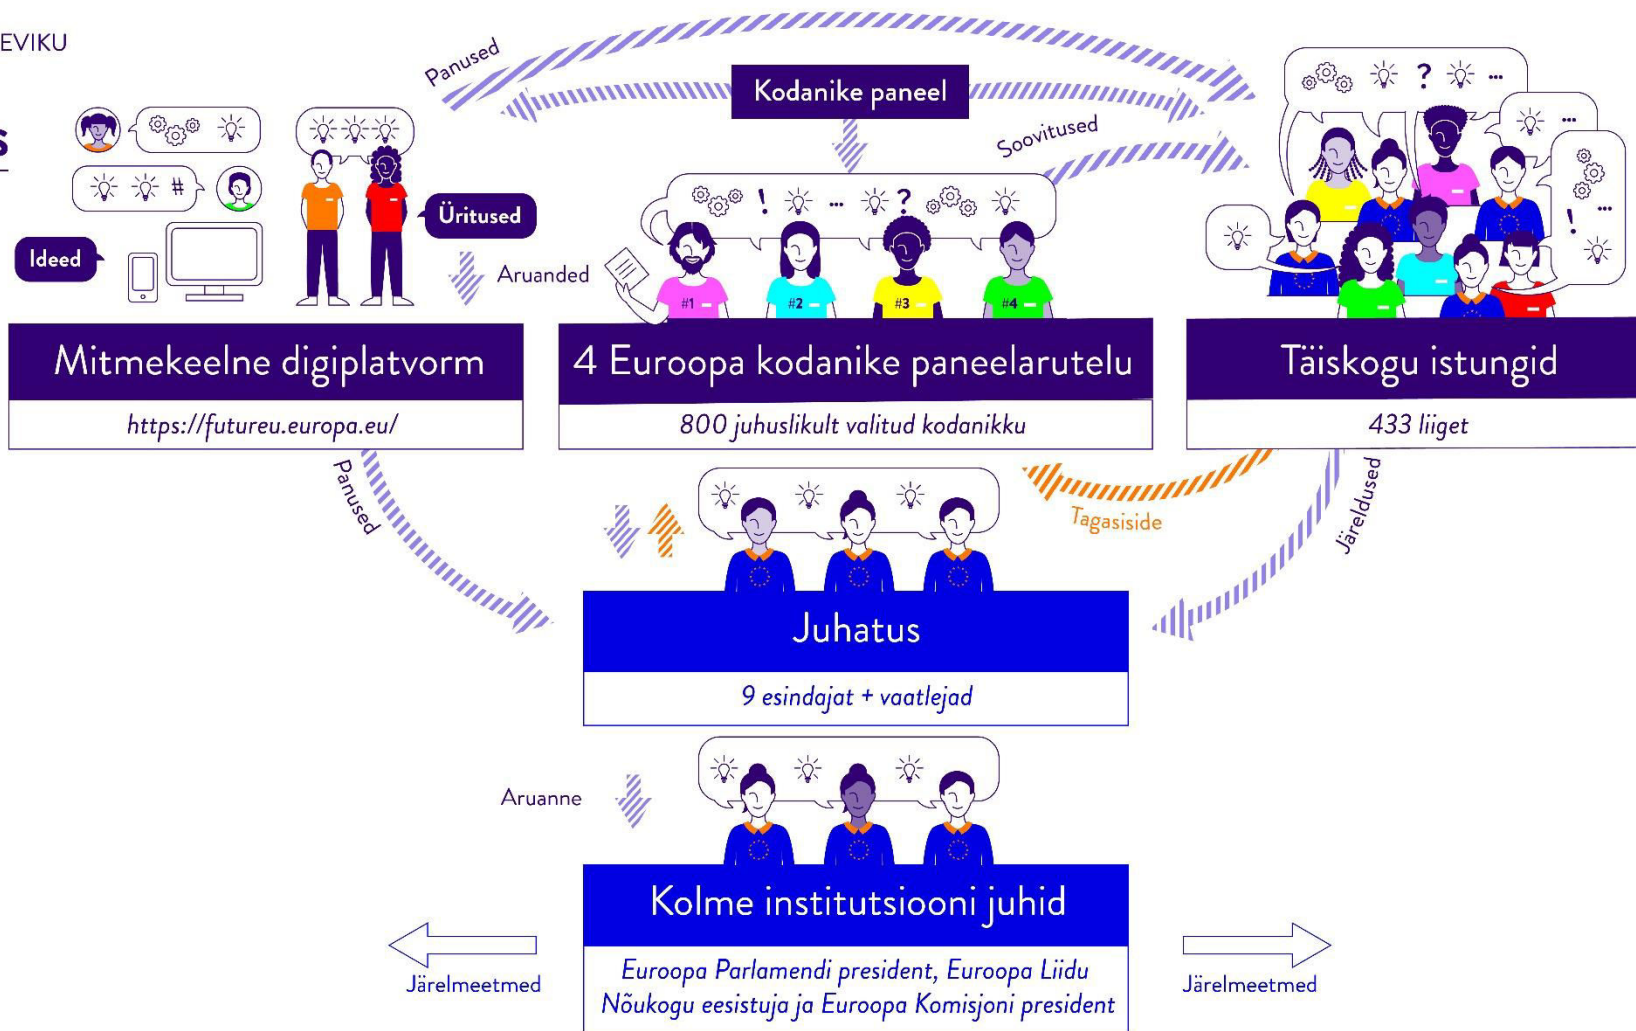 EVIKU
Panused
Kodanike paneel
Soovitused
Ideed
Üritused
Aruanded
#1
#2
#3
#4
Mitmekeelne digiplatvorm
https://futureu.europa.eu/
4 Euroopa kodanike paneelarutelu
800 juhuslikult valitud kodanikku
Täiskogu istungid
433 liiget
Panused
Tagasiside
Järeldused
Juhatus
9 esindajat + vaatlejad
Aruanne
Kolme institutsiooni juhid
Euroopa Parlamendi president, Euroopa Liidu
Nõukogu eesistuja ja Euroopa Komisjoni president
Järelmeetmed
Järelmeetmed